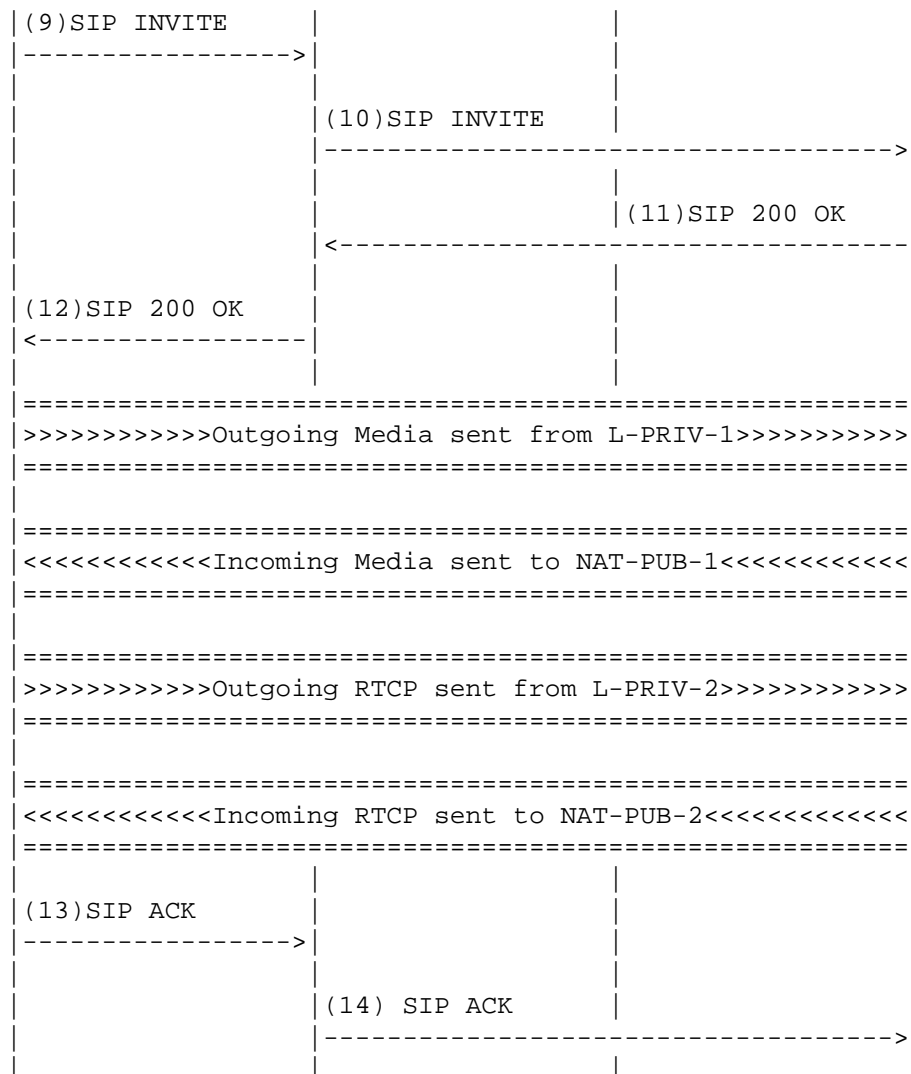 |(9)SIP INVITE | |
|----------------->| |
| | |
| |(10)SIP INVITE |
| |------------------------------------>
| | |
| | |(11)SIP 200 OK
| |<------------------------------------
| | |
|(12)SIP 200 OK | |
|<-----------------| |
| | |
|========================================================
|>>>>>>>>>>>>Outgoing Media sent from L-PRIV-1>>>>>>>>>>>
|========================================================
|
|========================================================
|<<<<<<<<<<<<Incoming Media sent to NAT-PUB-1<<<<<<<<<<<<
|========================================================
|
|========================================================
|>>>>>>>>>>>>Outgoing RTCP sent from L-PRIV-2>>>>>>>>>>>>
|========================================================
|
|========================================================
|<<<<<<<<<<<<Incoming RTCP sent to NAT-PUB-2<<<<<<<<<<<<<
|========================================================
| | |
|(13)SIP ACK | |
|----------------->| |
| | |
| |(14) SIP ACK |
| |------------------------------------>
| | |